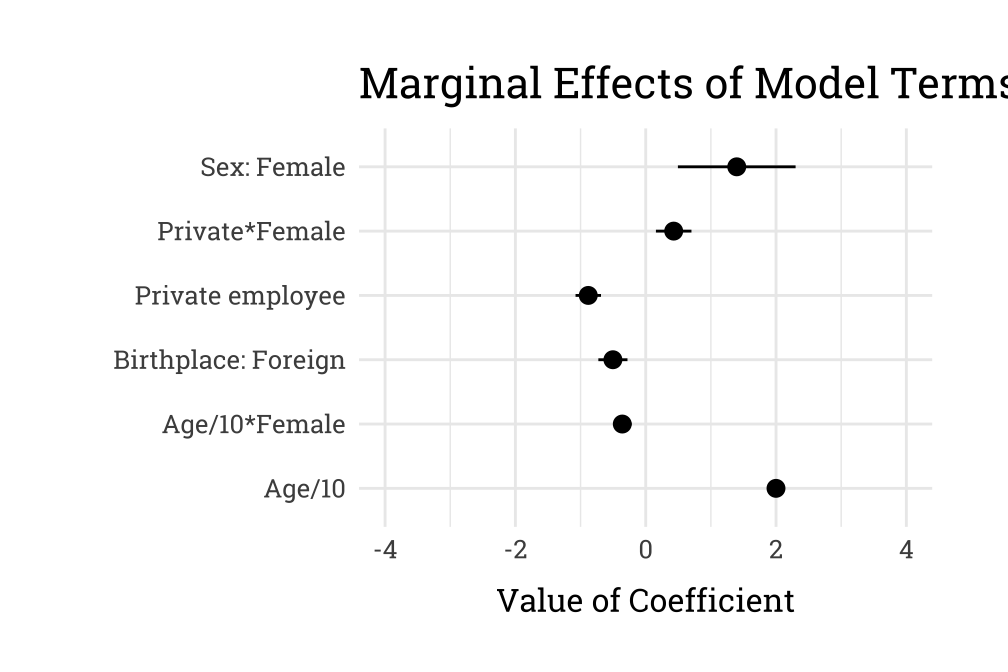 Marginal Effects of Model Terms
Sex: Female
Private*Female
Private employee
Birthplace: Foreign
Age/10*Female
Age/10
-4 -2 0 2 4
Value of Coefficient